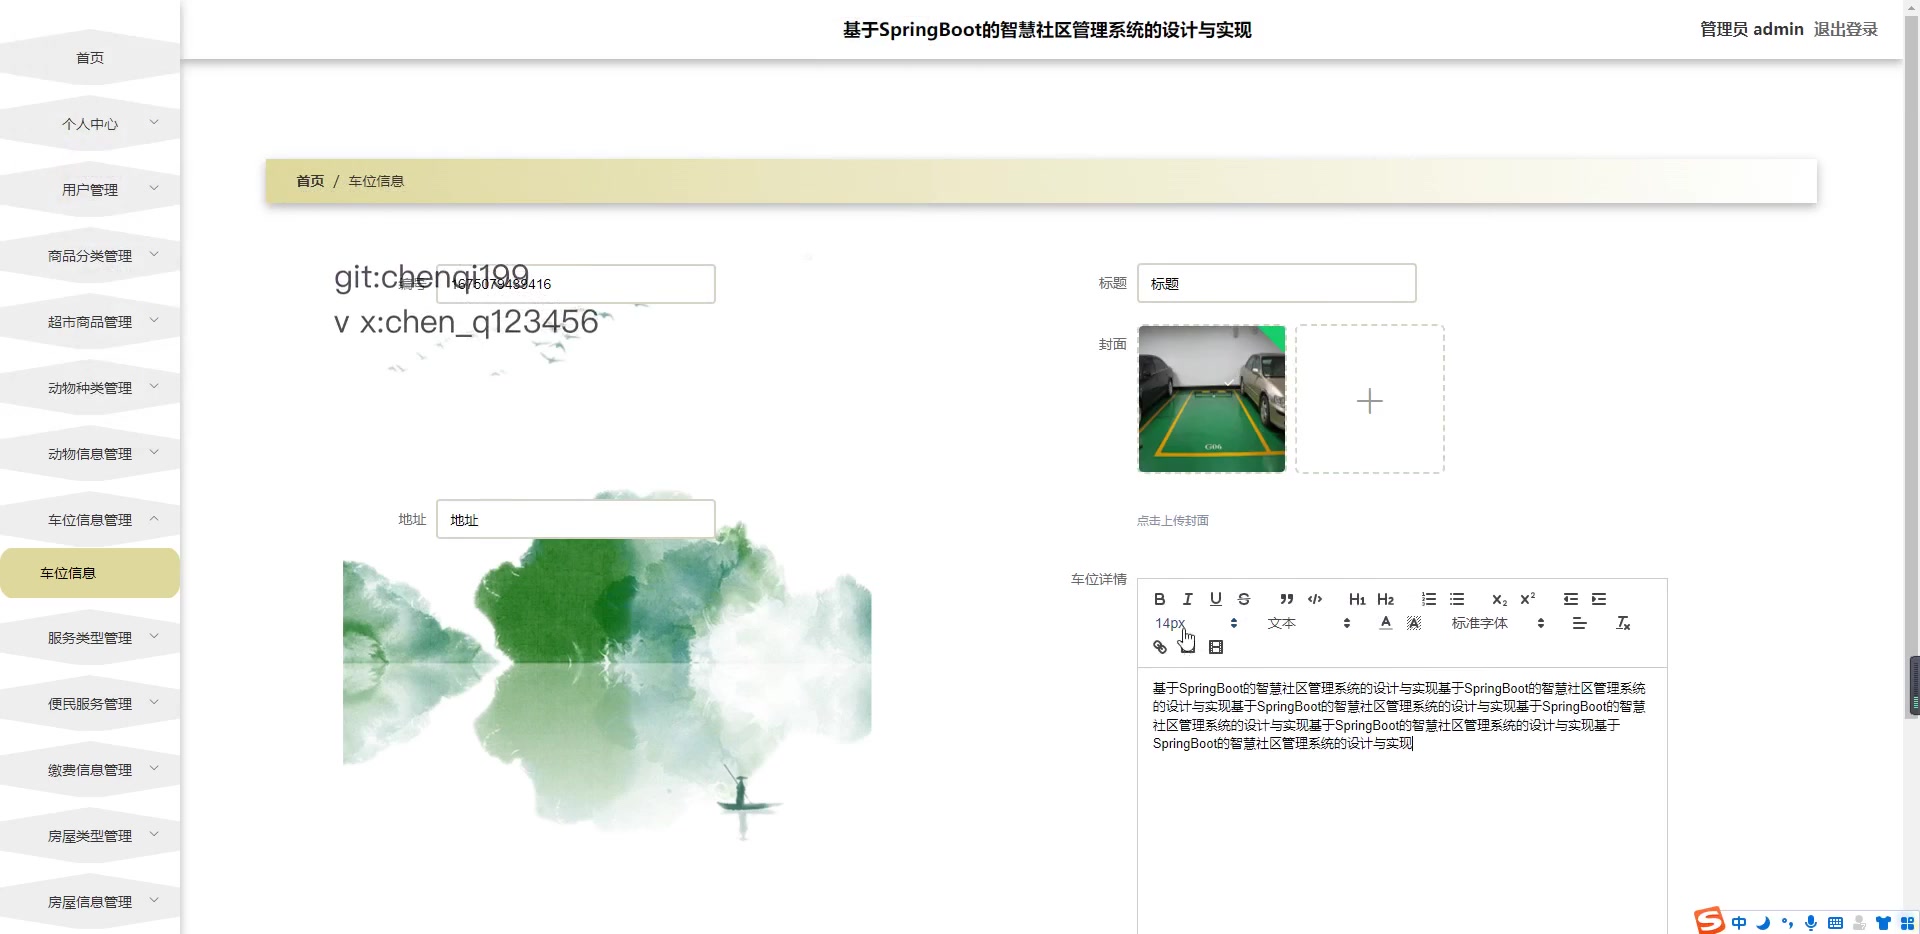 基于SpringBoot的智慧社区管理系统的设计与实现
管理员 admin 退出登录
首页
个人中心
用户管理
商品分类管理
超市商品管理
动物种类管理
动物信息管理
车位信息管理
车位信息
服务类型管理
便民服务管理
缴费信息管理
房屋类型管理
房屋信息管理
首页 / 车位信息
git:chenqi199
v x:chen_q123456
编号
标题
标题
封面
G06
点击上传封面
地址
地址
车位详情
14px
文本
标准字体
基于SpringBoot的智慧社区管理系统的设计与实现基于SpringBoot的智慧社区管理系统
的设计与实现基于SpringBoot的智慧社区管理系统的设计与实现基于SpringBoot的智慧
社区管理系统的设计与实现基于SpringBoot的智慧社区管理系统的设计与实现基于
SpringBoot的智慧社区管理系统的设计与实现
中